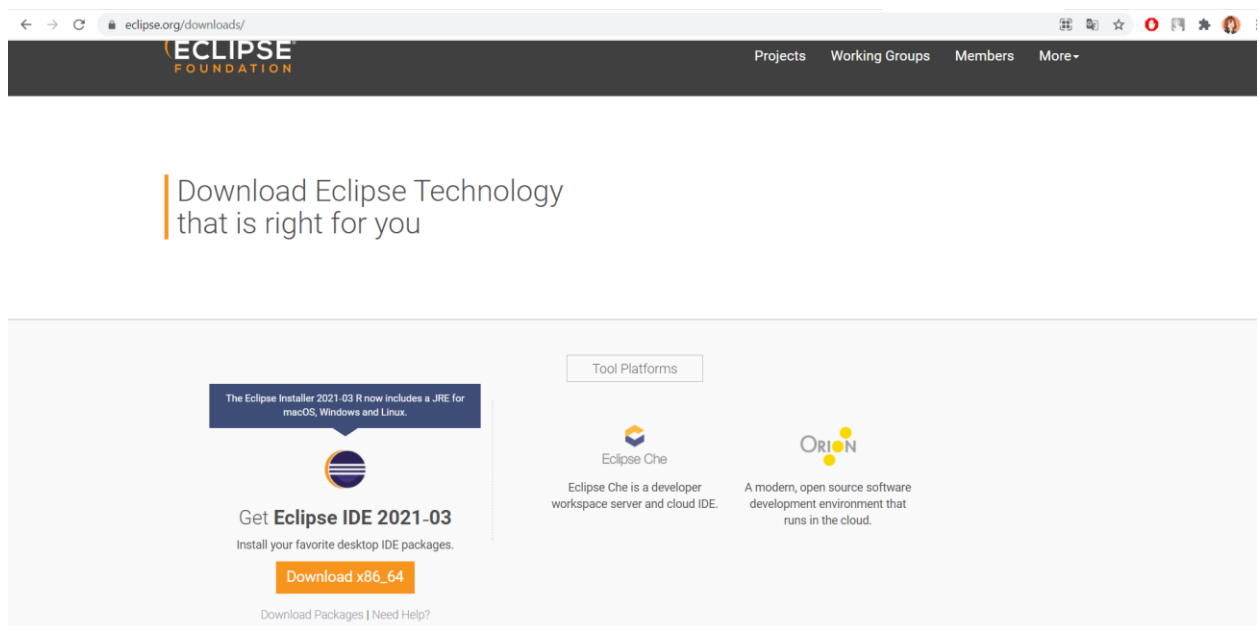 eclipse.org/downloads/
ECLIPSE
FOUNDATION
Projects Working Groups Members More
Download Eclipse Technology
that is right for you
Tool Platforms
The Eclipse Installer 2021-03 R now includes a JRE for
macOS, Windows and Linux.
Get Eclipse IDE 2021-03
Install your favorite desktop IDE packages.
Download x86_64
Download Packages | Need Help?
Eclipse Che
Eclipse Che is a developer
workspace server and cloud IDE.
ORION
A modern, open source software
development environment that
runs in the cloud.